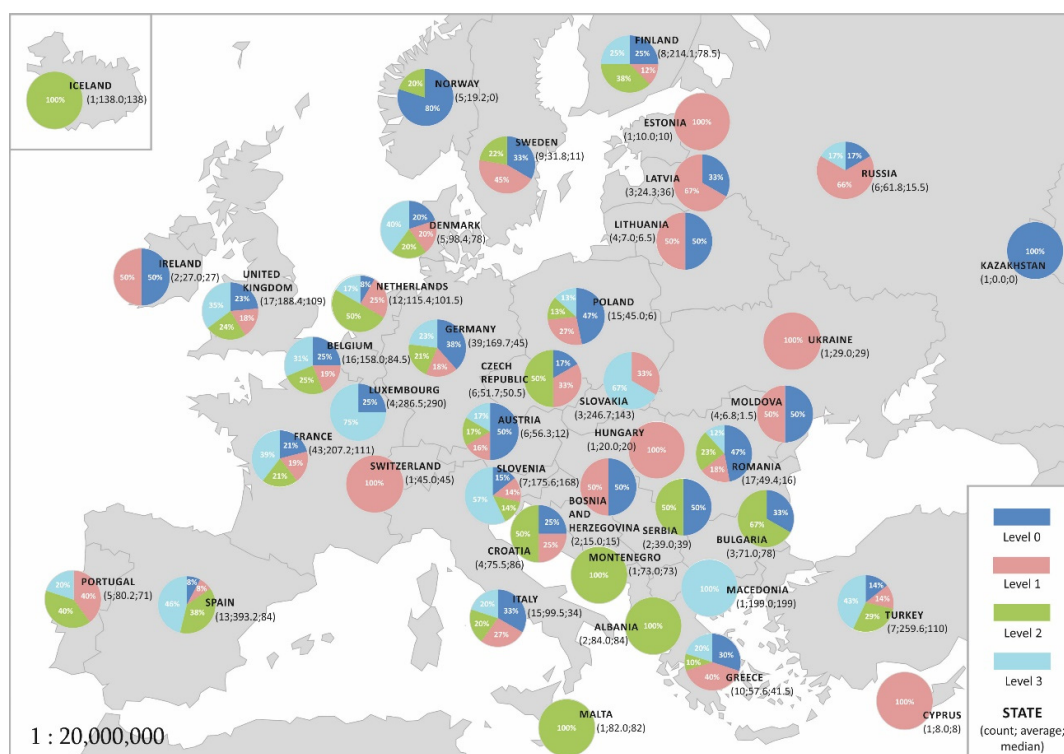 ICELAND
(1;138.0;138)
100%
NORWAY
(5;19.2;0)
20%
80%
FINLAND
(8;214.1;78.5)
25%
25%
12%
38%
SWEDEN
(9;31.8;11)
22%
33%
45%
ESTONIA
(1;10.0;10)
100%
LATVIA
(3;24.3;36)
33%
67%
LITHUANIA
(4;7.0;6.5)
50%
50%
RUSSIA
(6;61.8;15.5)
17%
17%
66%
100%
KAZAKHSTAN
(1;0.0;0)
DENMARK
(5;98.4;78)
40%
20%
20%
20%
IRELAND
(2;27.0;27)
50%
50%
UNITED
KINGDOM
(17;188.4;109)
35%
23%
18%
24%
NETHERLANDS
(12;115.4;101.5)
17%
8%
25%
50%
BELGIUM
(16;158.0;84.5)
31%
25%
19%
25%
GERMANY
(39;169.7;45)
23%
38%
21%
18%
POLAND
(15;45.0;6)
13%
13%
47%
27%
UKRAINE
(1;29.0;29)
100%
CZECH
REPUBLIC
(6;51.7;50.5)
17%
50%
33%
SLOVAKIA
(3;246.7;143)
33%
67%
LUXEMBOURG
(4;286.5;290)
25%
75%
MOLDOVA
(4;6.8;1.5)
50%
50%
AUSTRIA
(6;56.3;12)
17%
50%
17%
16%
HUNGARY
(1;20.0;20)
100%
FRANCE
(43;207.2;111)
39%
21%
19%
21%
SWITZERLAND
(1;45.0;45)
100%
SLOVENIA
(7;175.6;168)
15%
14%
57%
14%
ROMANIA
(17;49.4;16)
12%
47%
23%
18%
BOSNIA
AND
HERZEGOVINA
(2;15.0;15)
50%
50%
SERBIA
(2;39.0;39)
50%
50%
BULGARIA
(3;71.0;78)
33%
67%
CROATIA
(4;75.5;86)
25%
50%
25%
MONTENEGRO
(1;73.0;73)
100%
MACEDONIA
(1;199.0;199)
100%
PORTUGAL
(5;80.2;71)
20%
40%
40%
SPAIN
(13;393.2;84)
8%
8%
46%
38%
ITALY
(15;99.5;34)
20%
33%
20%
27%
ALBANIA
(2;84.0;84)
100%
TURKEY
(7;259.6;110)
14%
14%
43%
29%
GREECE
(10;57.6;41.5)
20%
30%
10%
40%
MALTA
(1;82.0;82)
100%
CYPRUS
(1;8.0;8)
100%
Level 0
Level 1
Level 2
Level 3
STATE
(count; average;
median)
1 : 20,000,000